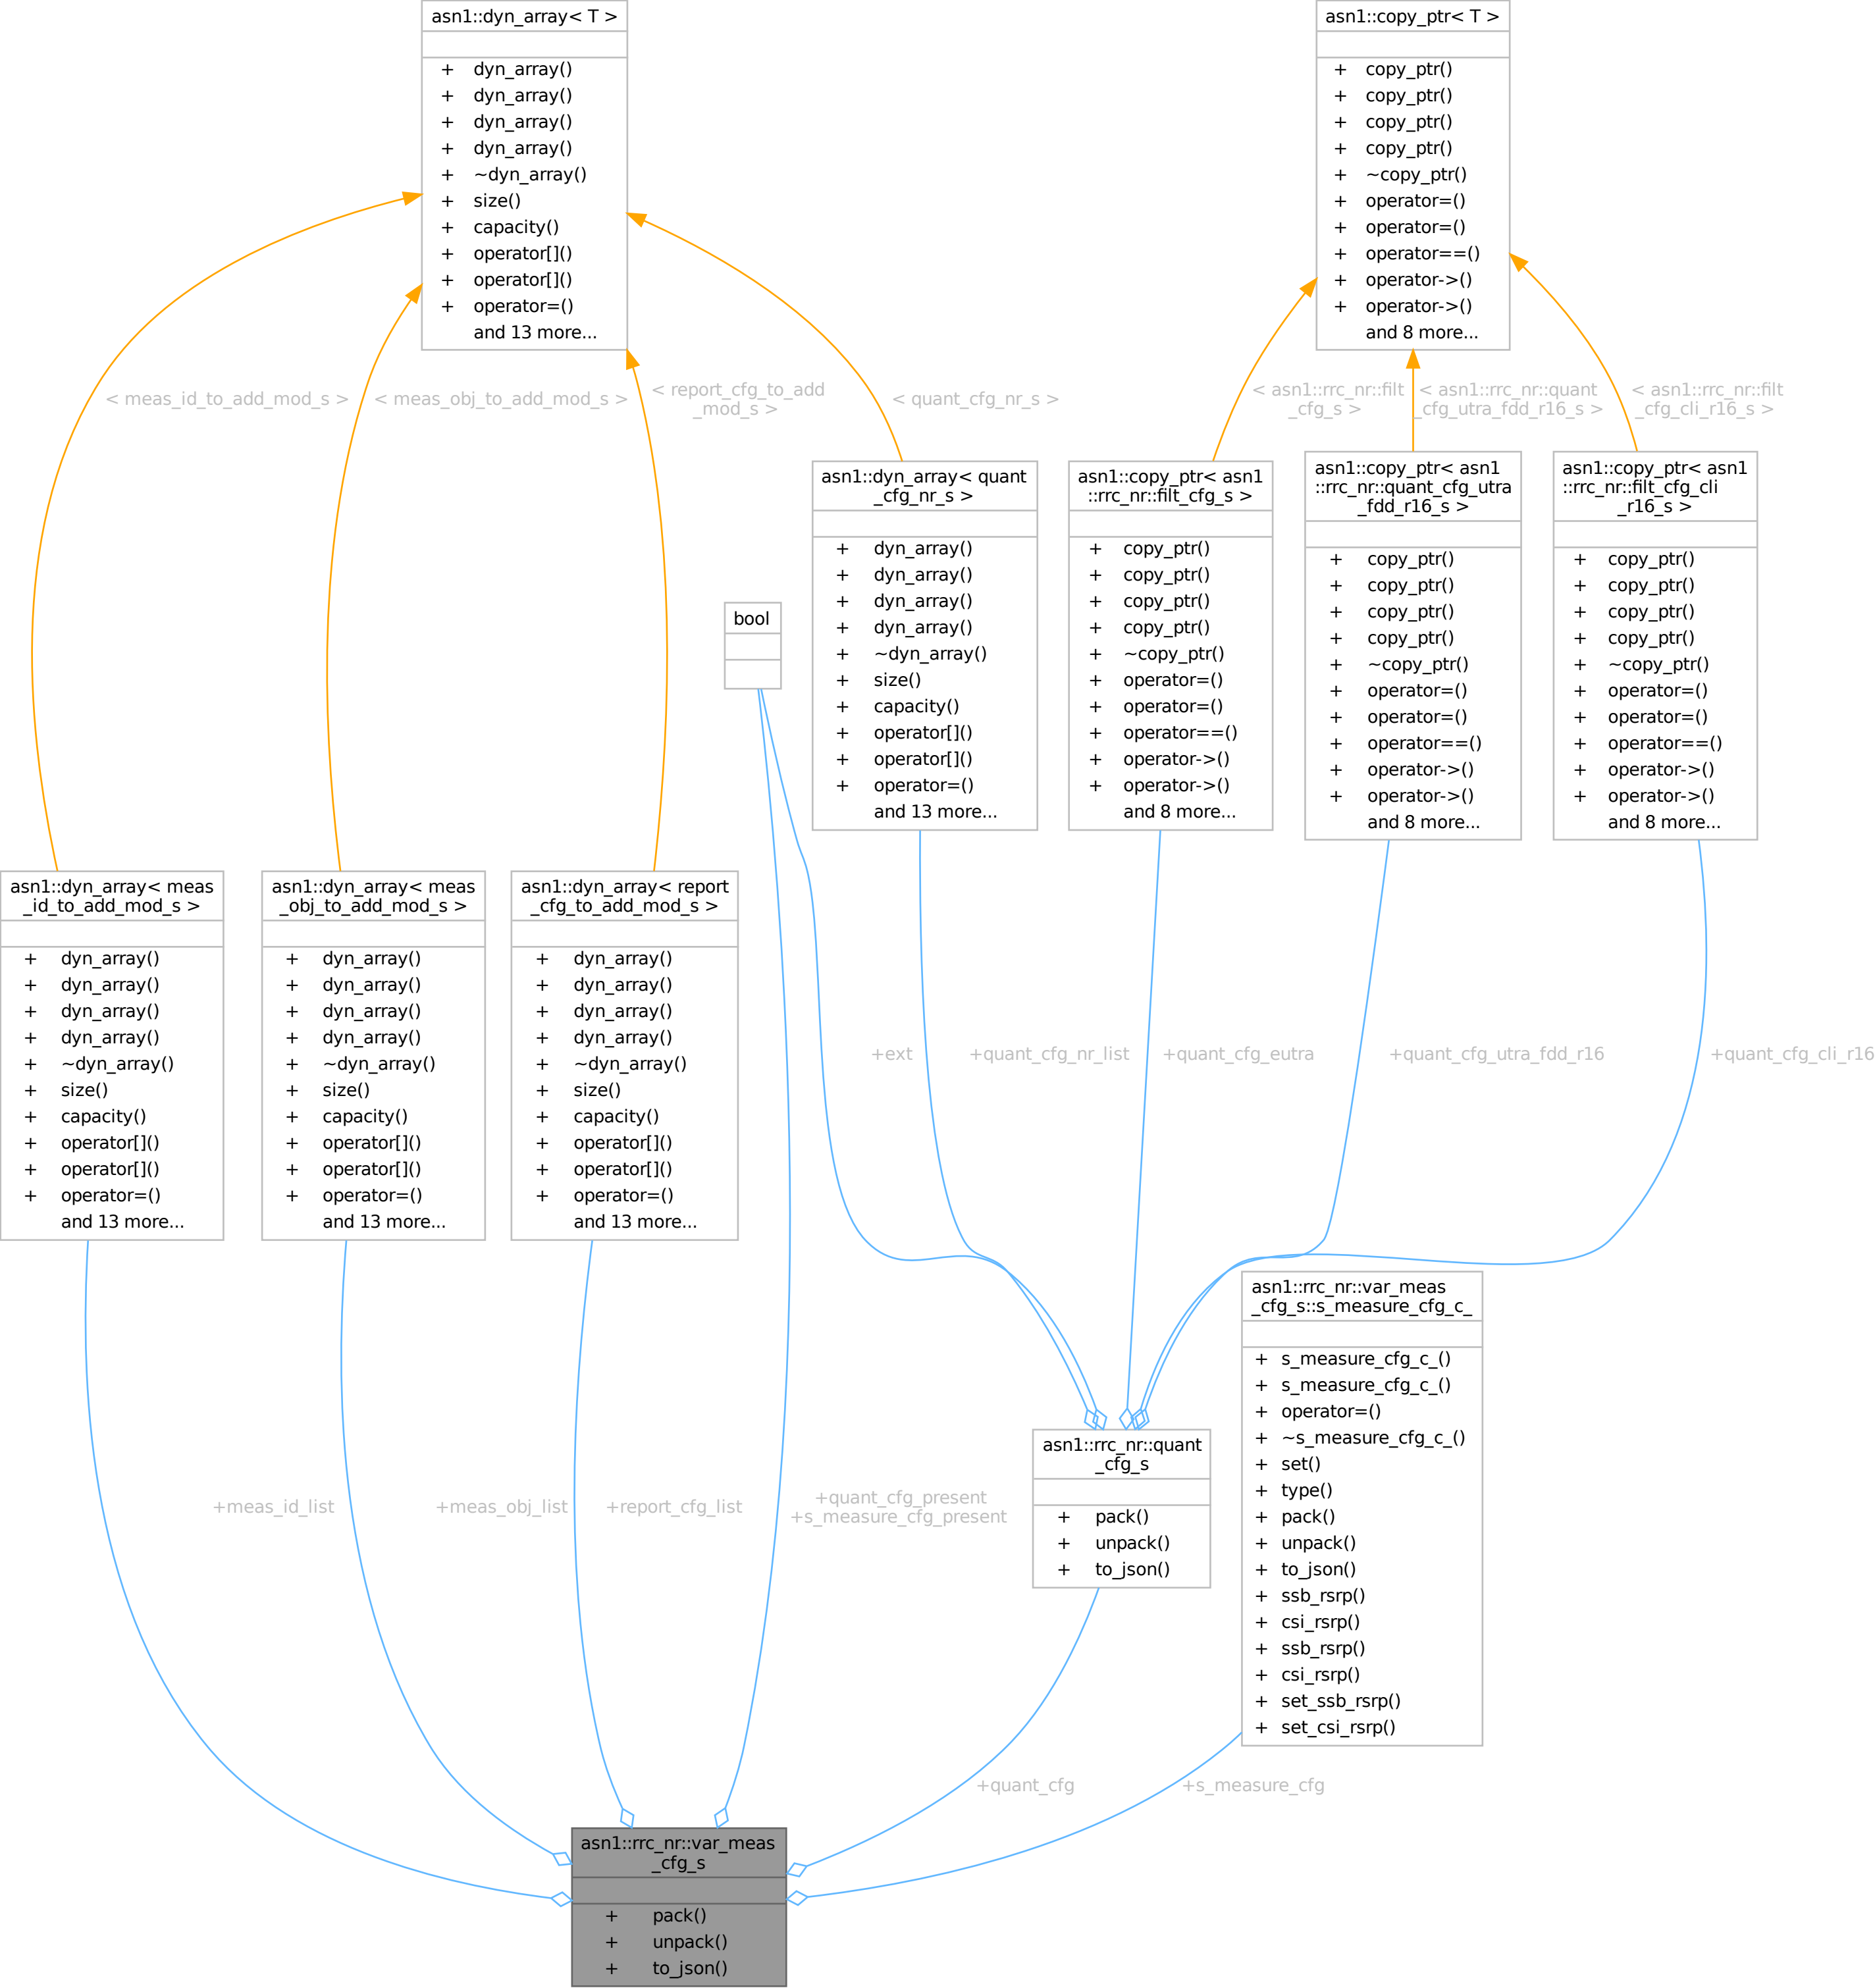 asn1::dyn_array< T >
+ dyn_array()
+ dyn_array()
+ dyn_array()
+ dyn_array()
+ ~dyn_array()
+ size()
+ capacity()
+ operator[]()
+ operator[]()
+ operator=()
and 13 more...
asn1::copy_ptr< T >
+ copy_ptr()
+ copy_ptr()
+ copy_ptr()
+ copy_ptr()
+ ~copy_ptr()
+ operator=()
+ operator=()
+ operator==()
+ operator->()
+ operator->()
and 8 more...
< meas_id_to_add_mod_s >
< meas_obj_to_add_mod_s >
< report_cfg_to_add
_mod_s >
< quant_cfg_nr_s >
< asn1::rrc_nr::filt
_cfg_s >
< asn1::rrc_nr::quant
_cfg_utra_fdd_r16_s >
< asn1::rrc_nr::filt
_cfg_cli_r16_s >
asn1::dyn_array< quant
_cfg_nr_s >
+ dyn_array()
+ dyn_array()
+ dyn_array()
+ dyn_array()
+ ~dyn_array()
+ size()
+ capacity()
+ operator[]()
+ operator[]()
+ operator=()
and 13 more...
asn1::copy_ptr< asn1
::rrc_nr::filt_cfg_s >
+ copy_ptr()
+ copy_ptr()
+ copy_ptr()
+ copy_ptr()
+ ~copy_ptr()
+ operator=()
+ operator=()
+ operator==()
+ operator->()
+ operator->()
and 8 more...
asn1::copy_ptr< asn1
::rrc_nr::quant_cfg_utra
_fdd_r16_s >
+ copy_ptr()
+ copy_ptr()
+ copy_ptr()
+ copy_ptr()
+ ~copy_ptr()
+ operator=()
+ operator=()
+ operator==()
+ operator->()
+ operator->()
and 8 more...
asn1::copy_ptr< asn1
::rrc_nr::filt_cfg_cli
_r16_s >
+ copy_ptr()
+ copy_ptr()
+ copy_ptr()
+ copy_ptr()
+ ~copy_ptr()
+ operator=()
+ operator=()
+ operator==()
+ operator->()
+ operator->()
and 8 more...
bool
asn1::dyn_array< meas
_id_to_add_mod_s >
+ dyn_array()
+ dyn_array()
+ dyn_array()
+ dyn_array()
+ ~dyn_array()
+ size()
+ capacity()
+ operator[]()
+ operator[]()
+ operator=()
and 13 more...
asn1::dyn_array< meas
_obj_to_add_mod_s >
+ dyn_array()
+ dyn_array()
+ dyn_array()
+ dyn_array()
+ ~dyn_array()
+ size()
+ capacity()
+ operator[]()
+ operator[]()
+ operator=()
and 13 more...
asn1::dyn_array< report
_cfg_to_add_mod_s >
+ dyn_array()
+ dyn_array()
+ dyn_array()
+ dyn_array()
+ ~dyn_array()
+ size()
+ capacity()
+ operator[]()
+ operator[]()
+ operator=()
and 13 more...
+ext
+quant_cfg_nr_list
+quant_cfg_eutra
+quant_cfg_utra_fdd_r16
+quant_cfg_cli_r16
asn1::rrc_nr::var_meas
_cfg_s::s_measure_cfg_c_
+ s_measure_cfg_c_()
+ s_measure_cfg_c_()
+ operator=()
+ ~s_measure_cfg_c_()
+ set()
+ type()
+ pack()
+ unpack()
+ to_json()
+ ssb_rsrp()
+ csi_rsrp()
+ ssb_rsrp()
+ csi_rsrp()
+ set_ssb_rsrp()
+ set_csi_rsrp()
asn1::rrc_nr::quant
_cfg_s
+ pack()
+ unpack()
+ to_json()
+meas_id_list
+meas_obj_list
+report_cfg_list
+quant_cfg_present
+s_measure_cfg_present
+quant_cfg
+s_measure_cfg
asn1::rrc_nr::var_meas
_cfg_s
+ pack()
+ unpack()
+ to_json()